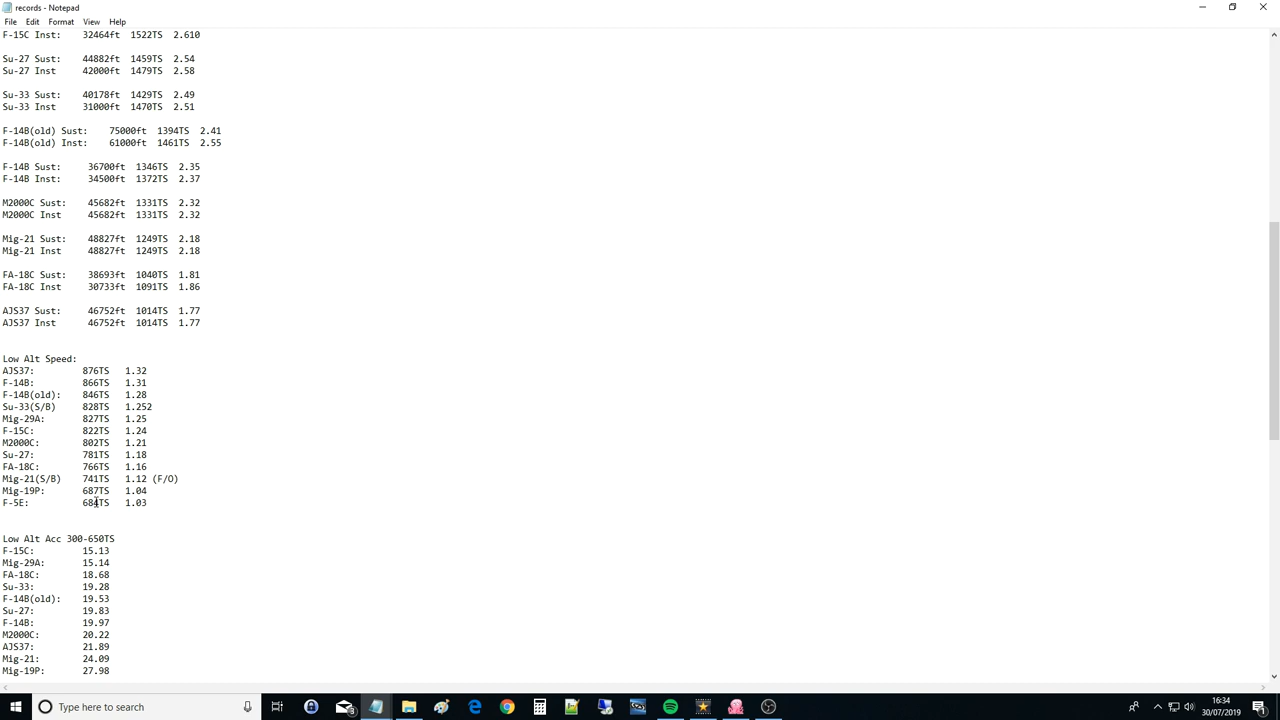 records - Notepad
File Edit Format View Help
F-15C Inst: 32464ft 1522TS 2.610
Su-27 Sust: 44882ft 1459TS 2.54
Su-27 Inst 42000ft 1479TS 2.58
Su-33 Sust: 40178ft 1429TS 2.49
Su-33 Inst 31000ft 1470TS 2.51
F-14B(old) Sust: 75000ft 1394TS 2.41
F-14B(old) Inst: 61000ft 1461TS 2.55
F-14B Sust: 36700ft 1346TS 2.35
F-14B Inst: 34500ft 1372TS 2.37
M2000C Sust: 45682ft 1331TS 2.32
M2000C Inst 45682ft 1331TS 2.32
Mig-21 Sust: 48827ft 1249TS 2.18
Mig-21 Inst 48827ft 1249TS 2.18
FA-18C Sust: 38693ft 1040TS 1.81
FA-18C Inst 30733ft 1091TS 1.86
AJS37 Sust: 46752ft 1014TS 1.77
AJS37 Inst 46752ft 1014TS 1.77
Low Alt Speed:
AJS37: 876TS 1.32
F-14B: 866TS 1.31
F-14B(old): 846TS 1.28
Su-33(S/B) 828TS 1.252
Mig-29A: 827TS 1.25
F-15C: 822TS 1.24
M2000C: 802TS 1.21
Su-27: 781TS 1.18
FA-18C: 766TS 1.16
Mig-21(S/B) 741TS 1.12 (F/O)
Mig-19P: 687TS 1.04
F-5E: 684TS 1.03
Low Alt Acc 300-650TS
F-15C: 15.13
Mig-29A: 15.14
FA-18C: 18.68
Su-33: 19.28
F-14B(old): 19.53
Su-27: 19.83
F-14B: 19.97
M2000C: 20.22
AJS37: 21.89
Mig-21: 24.09
Mig-19P: 27.98
Type here to search
16:34
30/07/2019